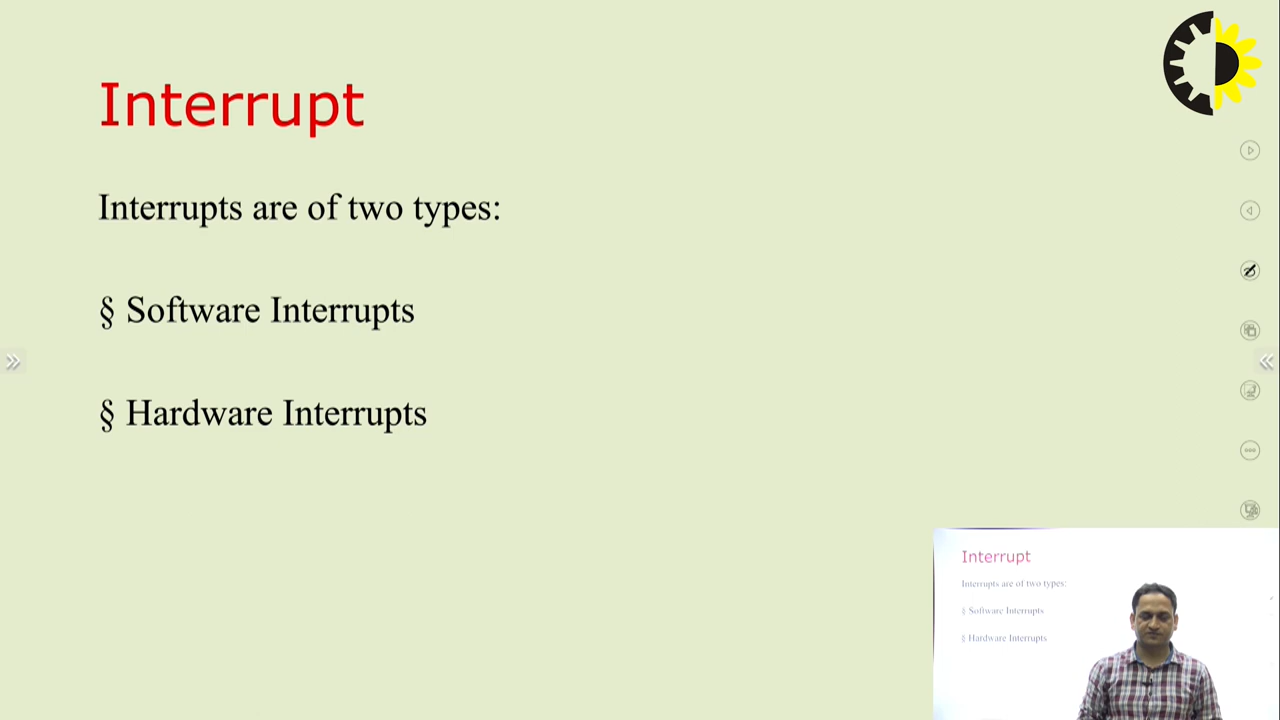 Interrupt
Interrupts are of two types:
§ Software Interrupts
§ Hardware Interrupts
Interrupt
Interrupts are of two types:
§ Software Interrupts
§ Hardware Interrupts